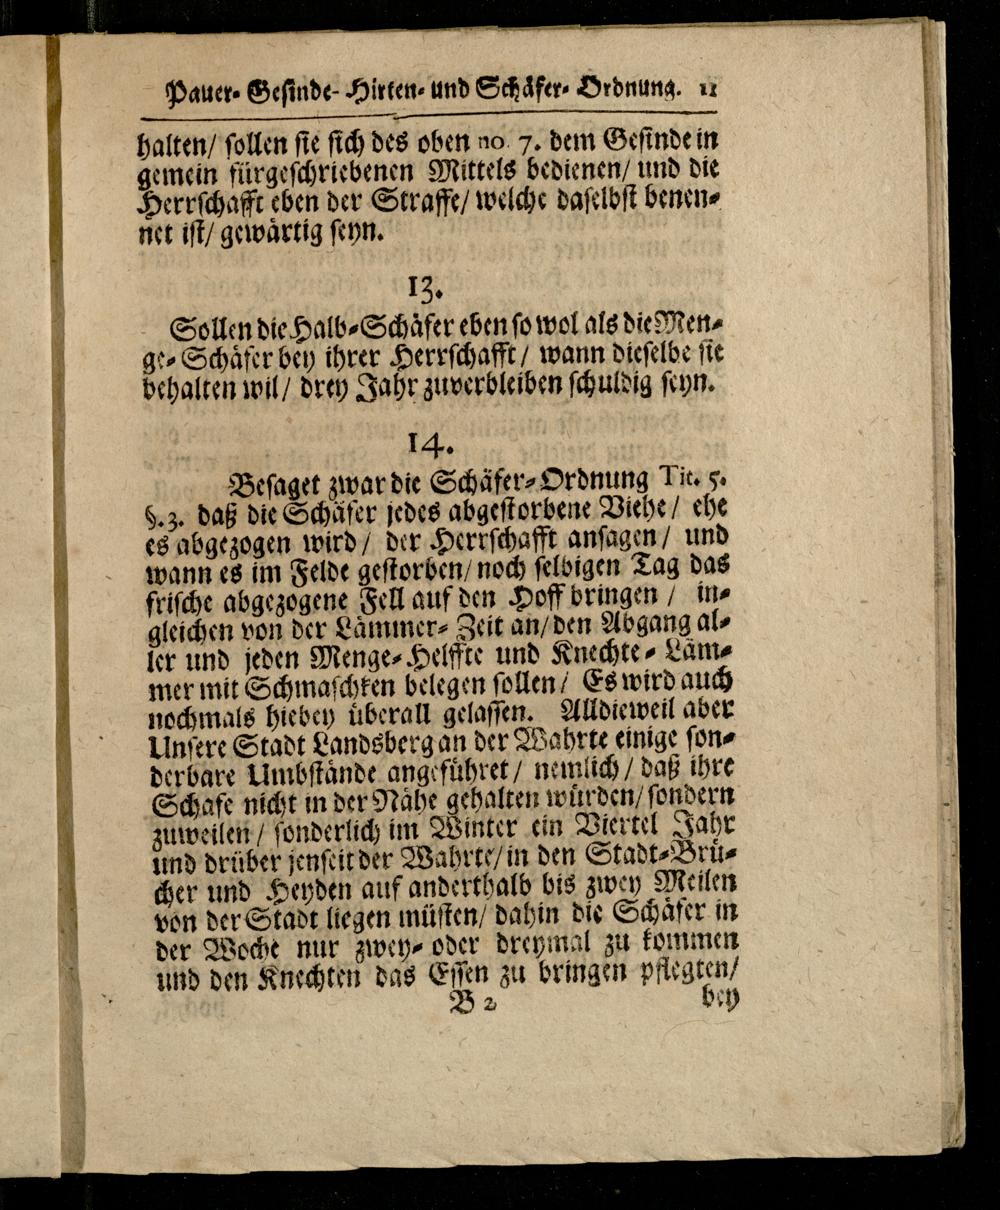 Pauer- Gesinde- Hirten- und Schäfer- Ordnung. 11
halten/ sollen sie sich des oben no. 7. dem Gesinde in
gemein fürgeschriebenen Mittels bedienen/ und die
Herrschafft eben der Straffe/ welche daselbst benen-
net ist/ gewärtig seyn.
13.
Sollen die Halb-Schäfer eben so wol als die Men-
ge-Schäfer bey ihrer Herrschafft/ wann dieselbe sie
behalten wil/ drey Jahr zuverbleiben schuldig seyn.
14.
Besaget zwar die Schäfer-Ordnung Tit. 5.
§.3. daß die Schäfer jedes abgestorbene Viehe/ ehe
es abgezogen wird/ der Herrschafft ansagen/ und
wann es im Felde gestorben/ noch selbigen Tag das
frische abgezogene Fell auf den Hoff bringen/ in-
gleichen von der Lämmer-Zeit an/ den Abgang al-
ler und jeden Menge-Helffte und Knechte-Läm-
mer mit Schmaschken belegen sollen/ Es wird auch
nochmals hiebey überall gelassen. Alldieweil aber
Unsere Stadt Landsberg an der Wahrte einige son-
derbare Umbstände angeführet/ nemlich/ daß ihre
Schafe nicht in der Nähe gehalten würden/ sondern
zuweilen/ sonderlich im Winter ein Viertel Jahr
und drüber jenseit der Wahrte/ in den Stadt-Brü-
cher und Heyden auf anderthalb bis zwey Meilen
von der Stadt liegen müsten/ dahin die Schäfer in
der Woche nur zwey- oder dreymal zu kommen
und den Knechten das Essen zu bringen pflegten/
B 2 bey